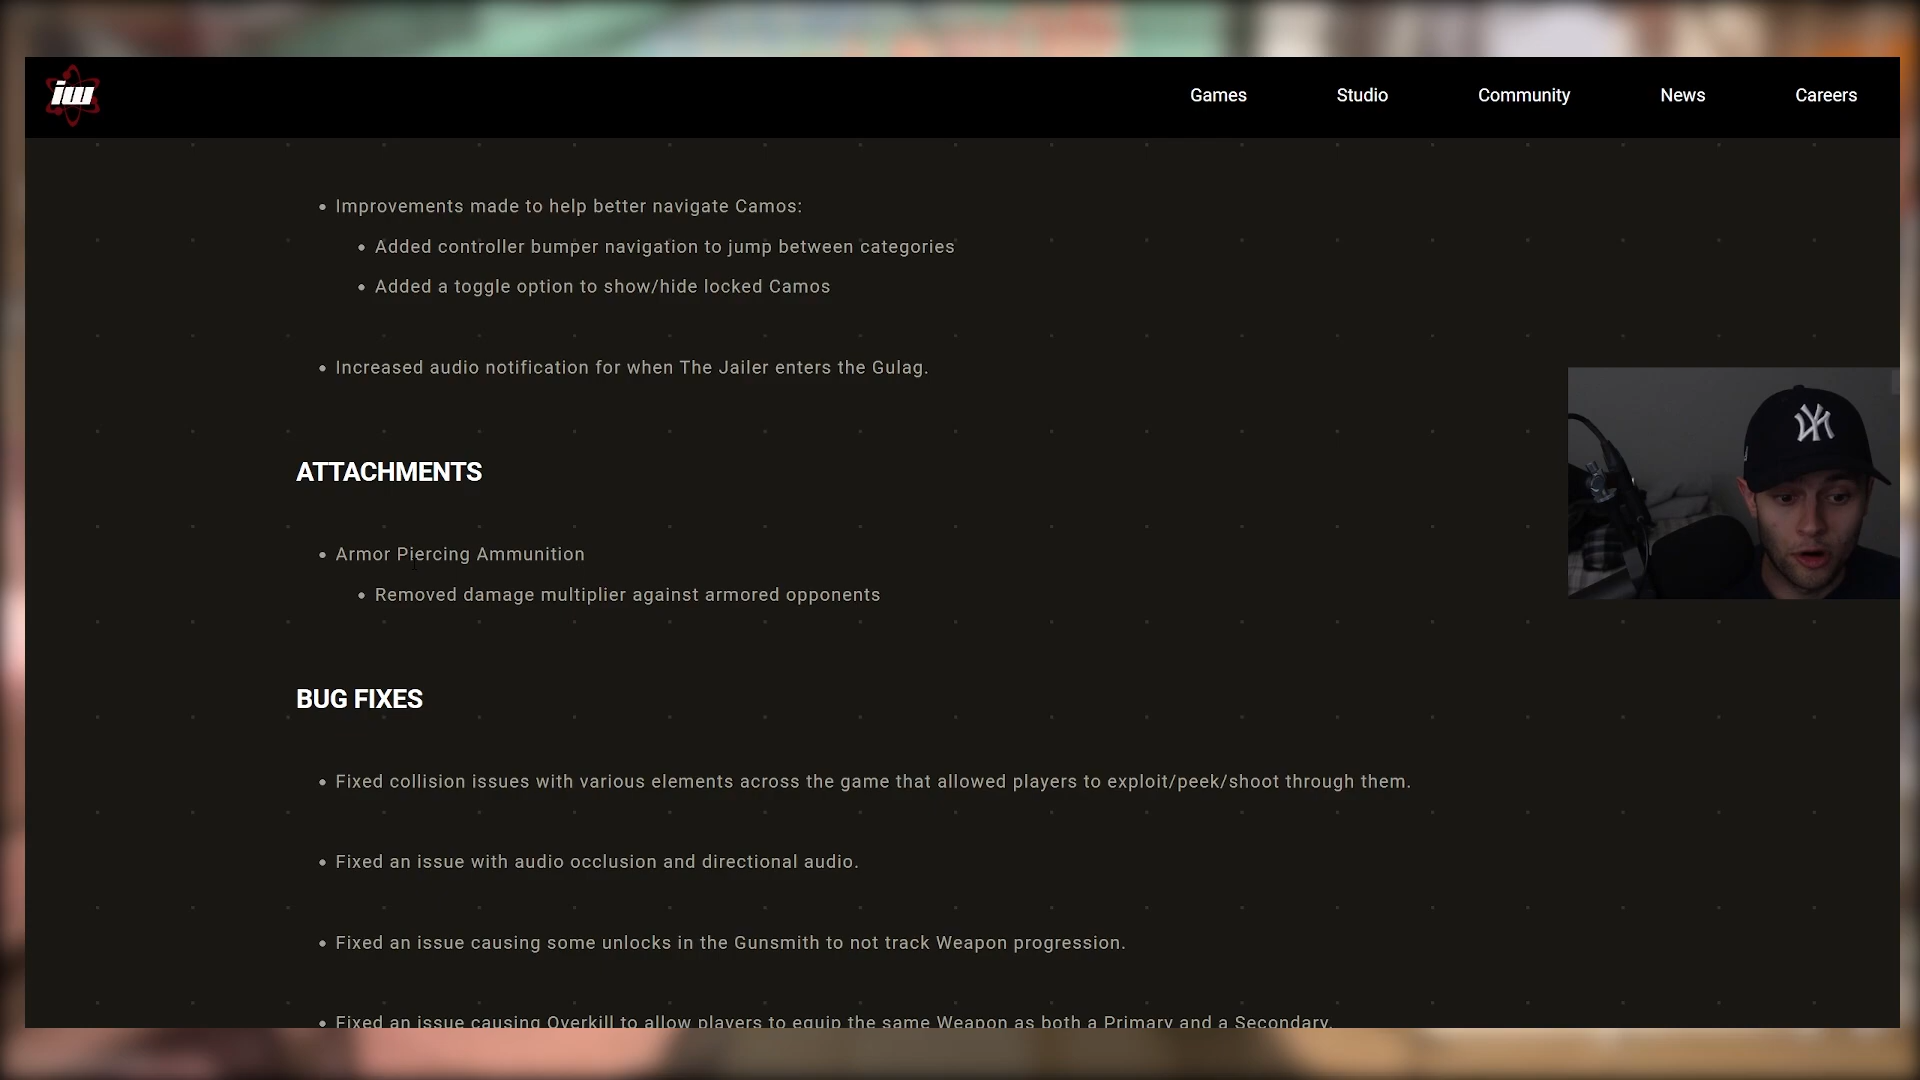 iw
Games
Studio
Community
News
Careers
Improvements made to help better navigate Camos:
Added controller bumper navigation to jump between categories
Added a toggle option to show/hide locked Camos
Increased audio notification for when The Jailer enters the Gulag.
ATTACHMENTS
Armor Piercing Ammunition
Removed damage multiplier against armored opponents
BUG FIXES
Fixed collision issues with various elements across the game that allowed players to exploit/peek/shoot through them.
Fixed an issue with audio occlusion and directional audio.
Fixed an issue causing some unlocks in the Gunsmith to not track Weapon progression.
Fixed an issue causing Overkill to allow players to equip the same Weapon as both a Primary and a Secondary.
NY